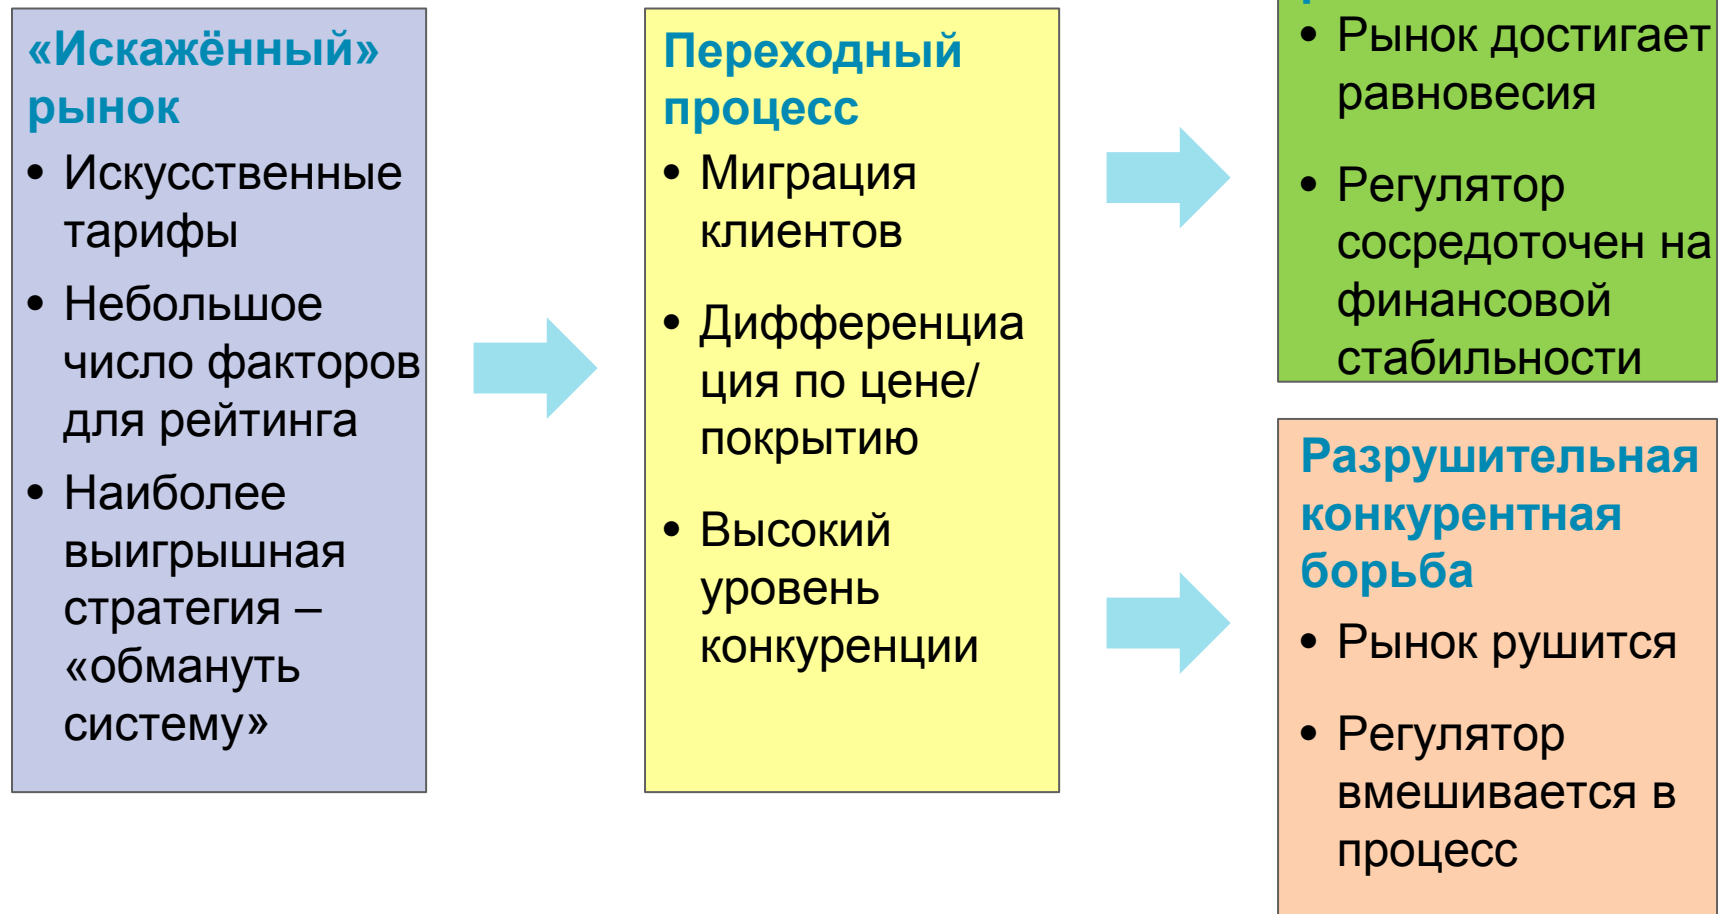 «Искажённый»
рынок
• Искусственные
тарифы
• Небольшое
число факторов
для рейтинга
• Наиболее
выигрышная
стратегия –
«обмануть
систему»
Переходный
процесс
• Миграция
клиентов
• Дифференциа
ция по цене/
покрытию
• Высокий
уровень
конкуренции
• Рынок достигает
равновесия
• Регулятор
сосредоточен на
финансовой
стабильности
Разрушительная
конкурентная
борьба
• Рынок рушится
• Регулятор
вмешивается в
процесс